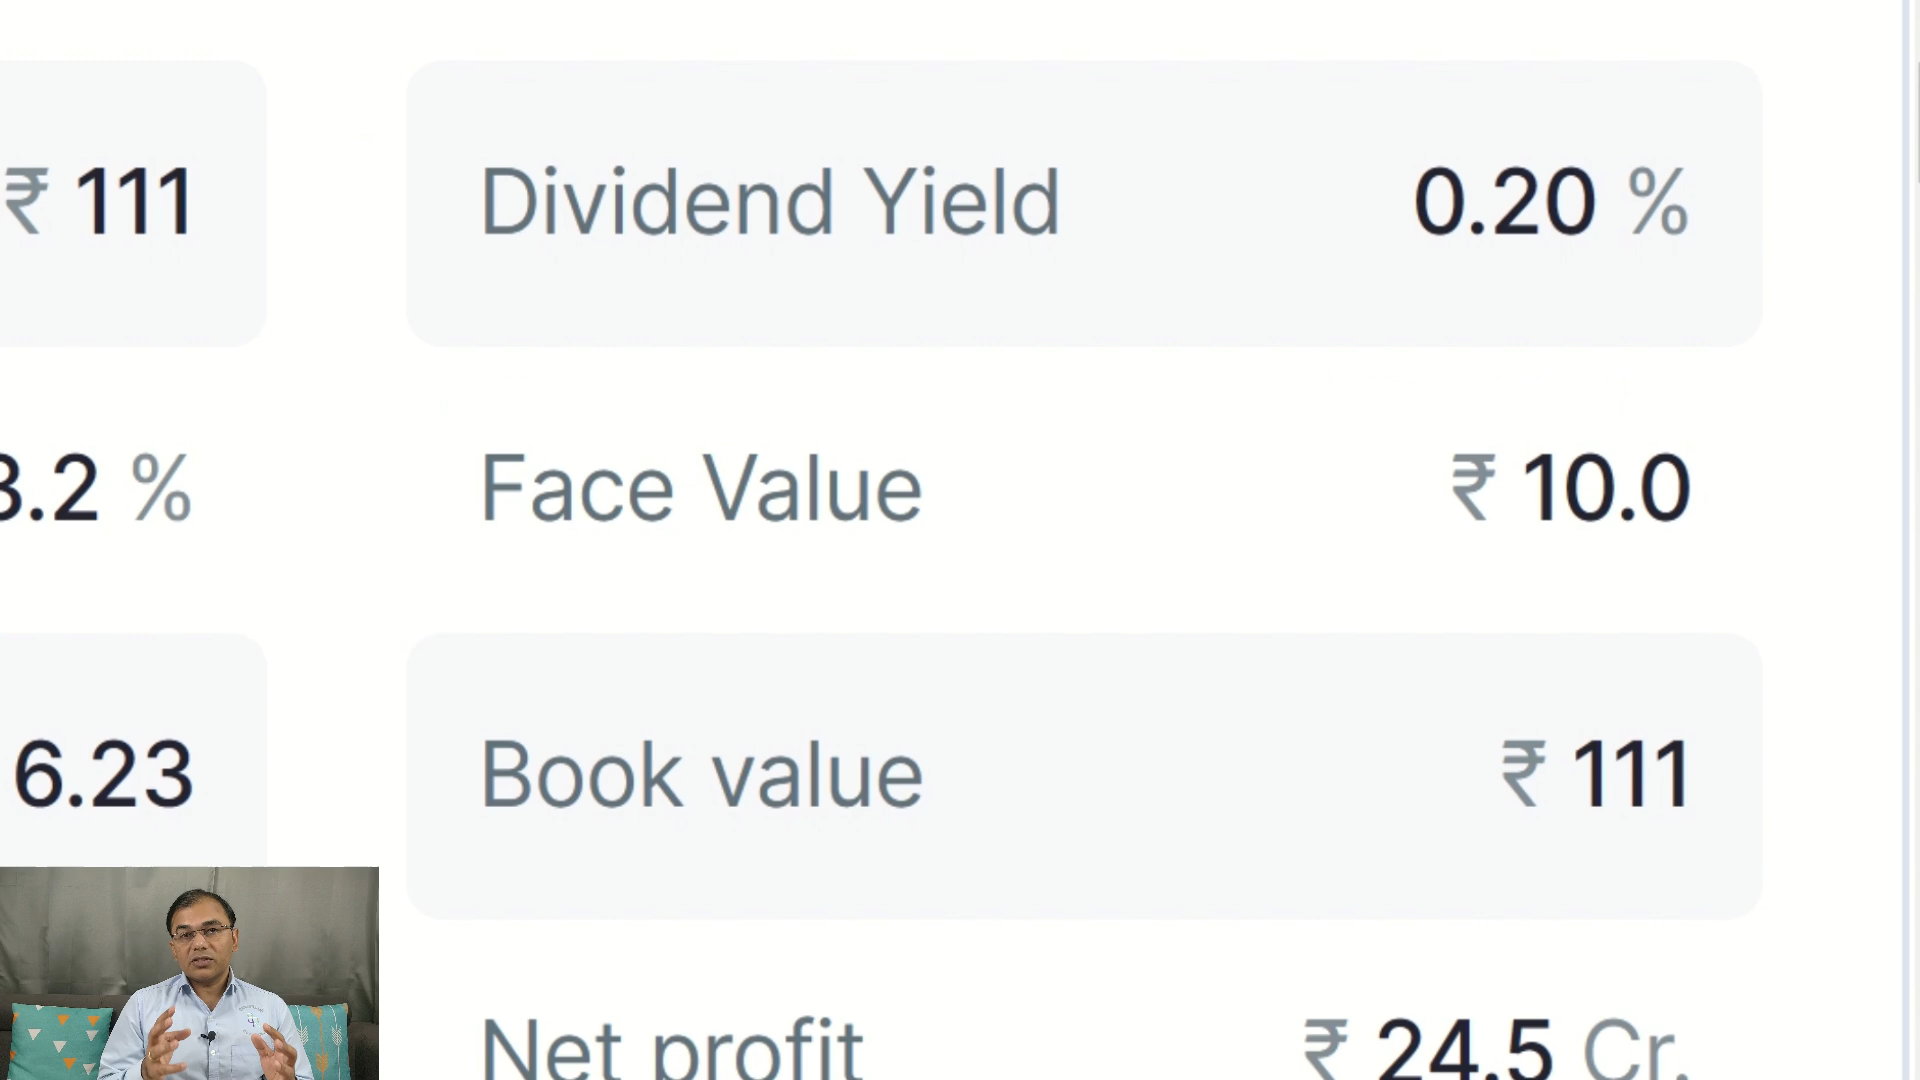 ₹ 111 Dividend Yield 0.20 %
3.2 % Face Value ₹ 10.0
6.23 Book value ₹ 111
Net profit ₹ 24.5 Cr.